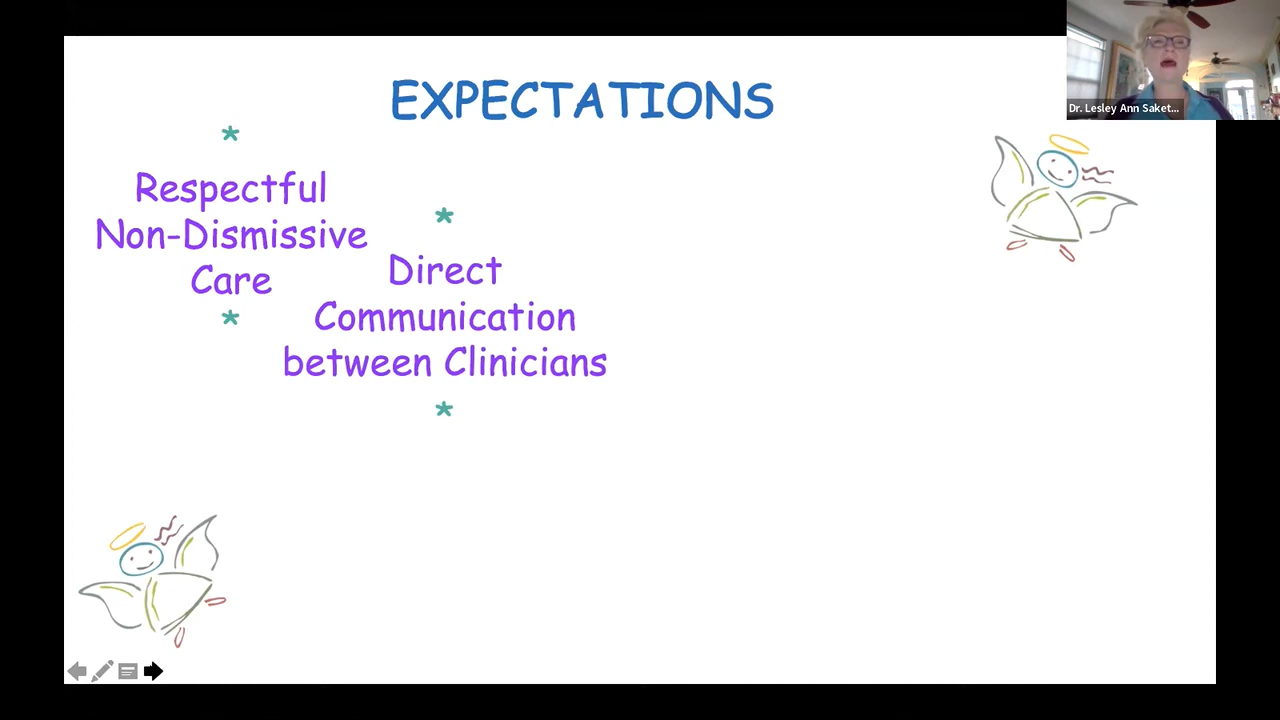 EXPECTATIONS
*
Respectful
Non-Dismissive
Care
*
*
Direct
Communication
between Clinicians
*
Dr. Lesley Ann Saket...